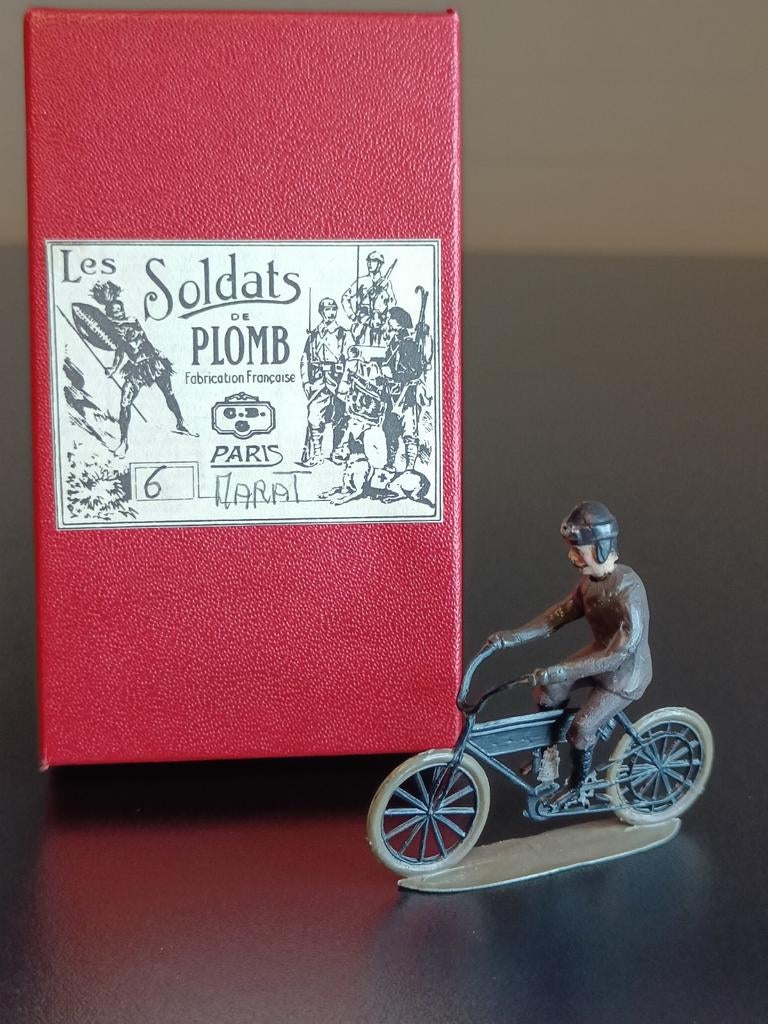 Les Soldats
DE
PLOMB
Fabrication Française
C.B.
G
PARIS
6 MARAT